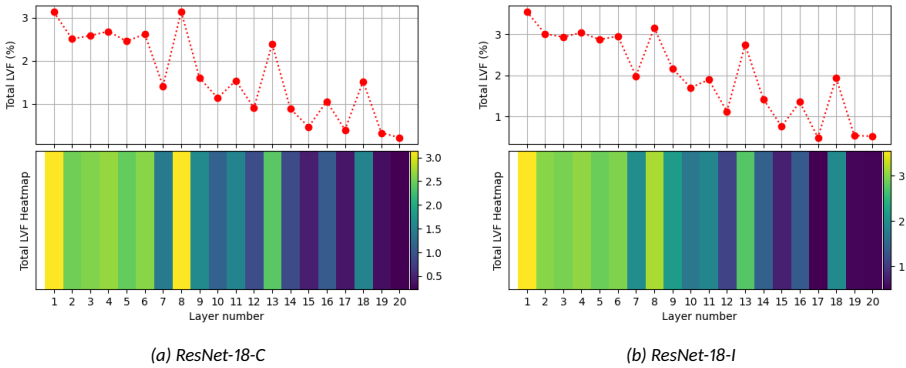 3
2
1
Total LVF (%)
Total LVF Heatmap
3.0
2.5
2.0
1.5
1.0
0.5
1 2 3 4 5 6 7 8 9 10 11 12 13 14 15 16 17 18 19 20
Layer number
(a) ResNet-18-C
3
2
1
Total LVF (%)
Total LVF Heatmap
3
2
1
1 2 3 4 5 6 7 8 9 10 11 12 13 14 15 16 17 18 19 20
Layer number
(b) ResNet-18-I